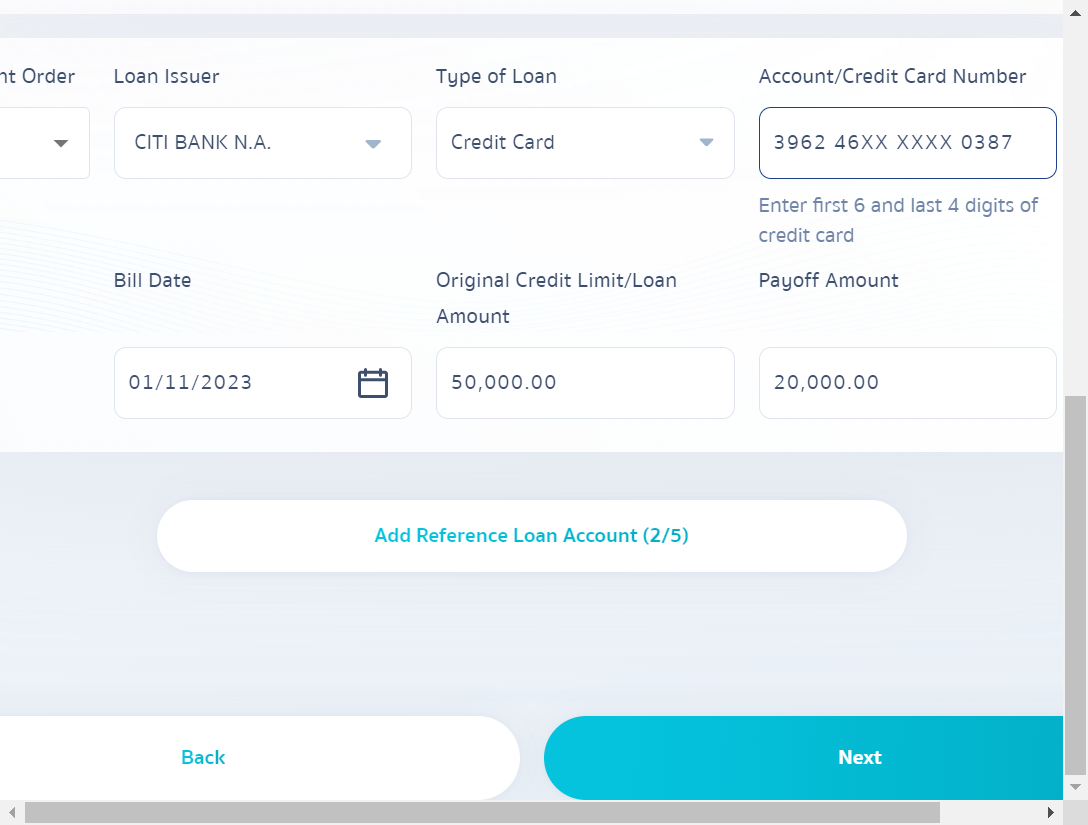 nt Order
Loan Issuer
Type of Loan
Account/Credit Card Number
CITI BANK N.A.
Credit Card
3962 46XX XXXX 0387
Enter first 6 and last 4 digits of
credit card
Bill Date
Original Credit Limit/Loan
Amount
Payoff Amount
01/11/2023
50,000.00
20,000.00
Add Reference Loan Account (2/5)
Back
Next